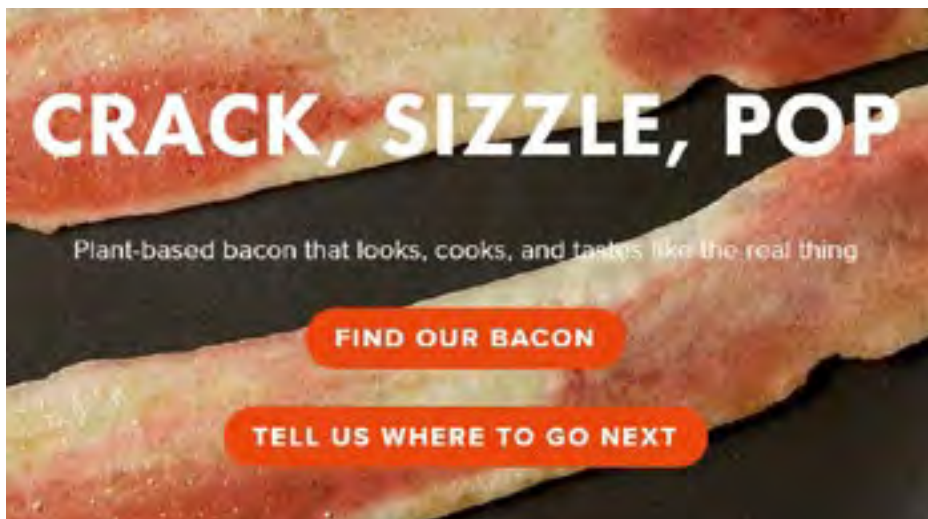 CRACK, SIZZLE, POP
Plant-based bacon that looks, cooks, and tastes like the real thing
FIND OUR BACON
TELL US WHERE TO GO NEXT